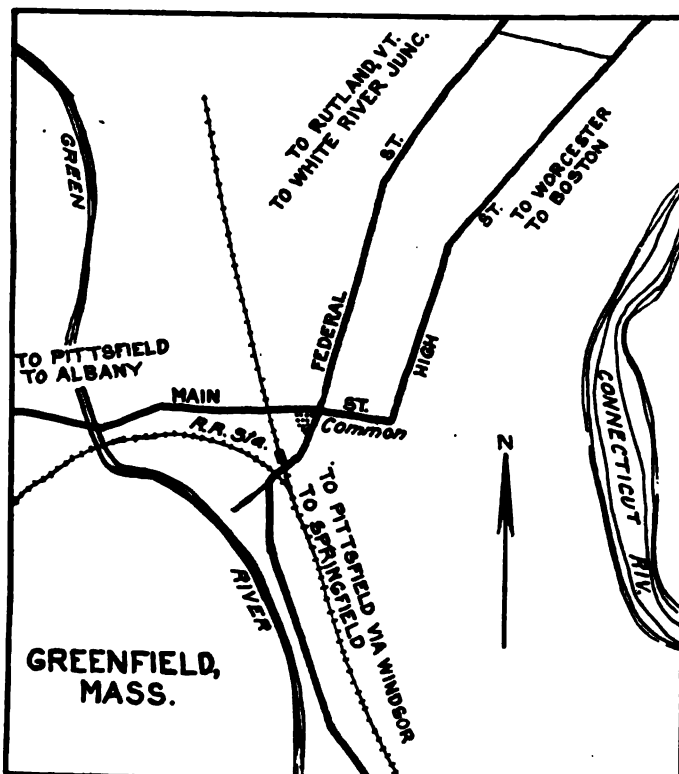 TO RUTLAND, VT.
TO WHITE RIVER JUNC.
GREEN
ST.
ST.
TO WORCESTER
TO BOSTON
FEDERAL
HIGH
TO PITTSFIELD
TO ALBANY
MAIN
ST.
Common
R.R. Sta.
N
CONNECTICUT RIV.
TO PITTSFIELD VIA WINDSOR
TO SPRINGFIELD
RIVER
GREENFIELD,
MASS.